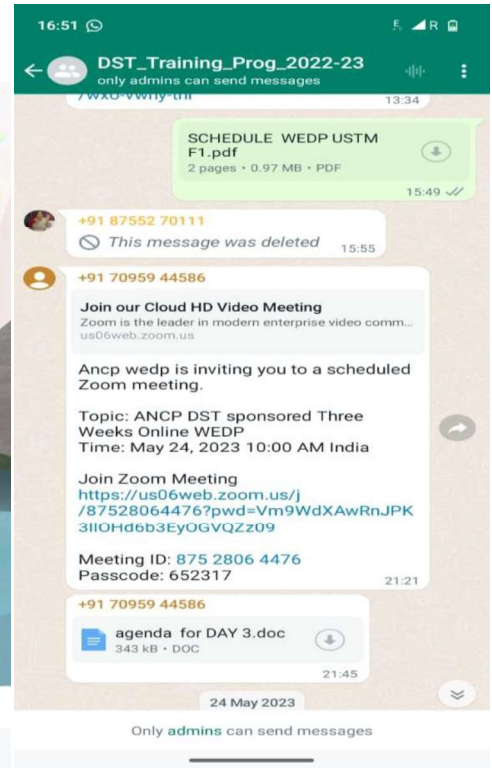 16:51
R
DST_Training_Prog_2022-23
only admins can send messages
/wxo-vwny-thr
13:34
SCHEDULE WEDP USTM
F1.pdf
2 pages • 0.97 MB • PDF
15:49
+91 87552 70111
This message was deleted 15:55
+91 70959 44586
Join our Cloud HD Video Meeting
Zoom is the leader in modern enterprise video comm...
us06web.zoom.us
Ancp wedp is inviting you to a scheduled
Zoom meeting.
Topic: ANCP DST sponsored Three
Weeks Online WEDP
Time: May 24, 2023 10:00 AM India
Join Zoom Meeting
https://us06web.zoom.us/j
/87528064476?pwd=Vm9WdXAwRnJPK
3IIOHd6b3EyOGVQZz09
Meeting ID: 875 2806 4476
Passcode: 652317
21:21
+91 70959 44586
agenda for DAY 3.doc
343 kB • DOC
21:45
24 May 2023
Only admins can send messages